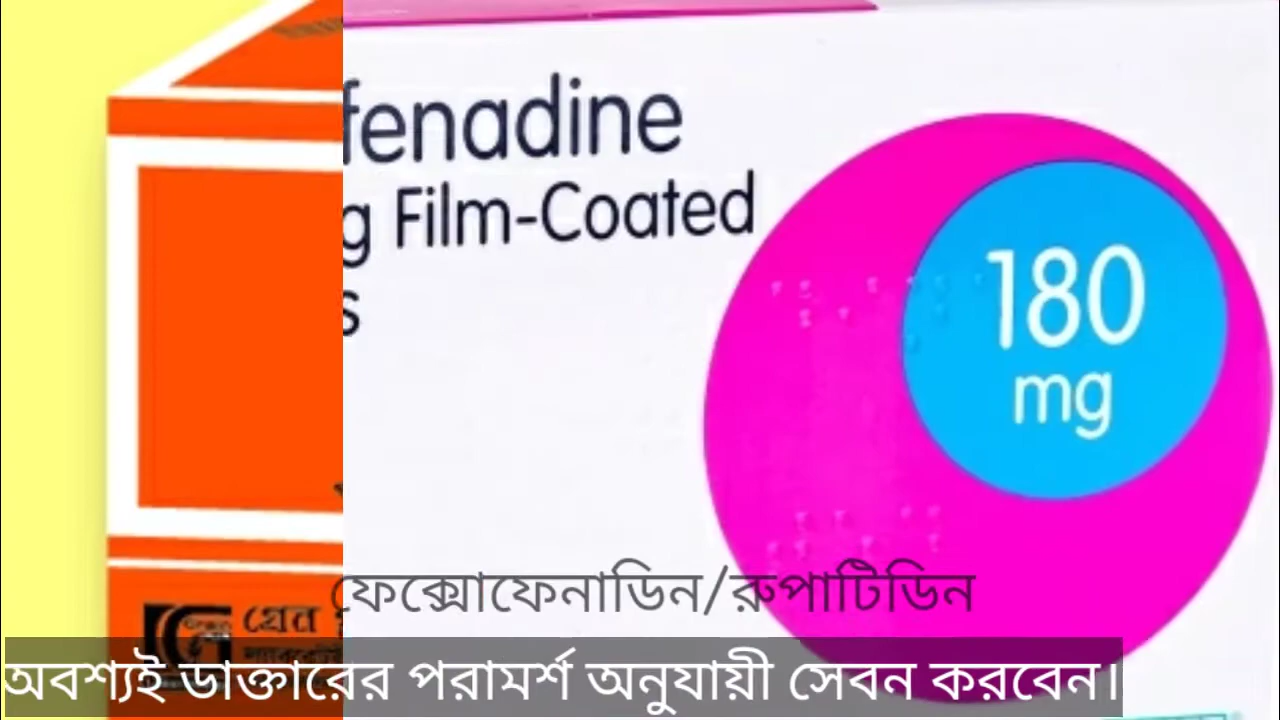 fenadine
g Film-Coated
s
180
mg
ফেক্সোফেনাডিন/রুপাটিডিন
গ্রেন
অবশ্যই ডাক্তারের পরামর্শ অনুযায়ী সেবন করবেন।